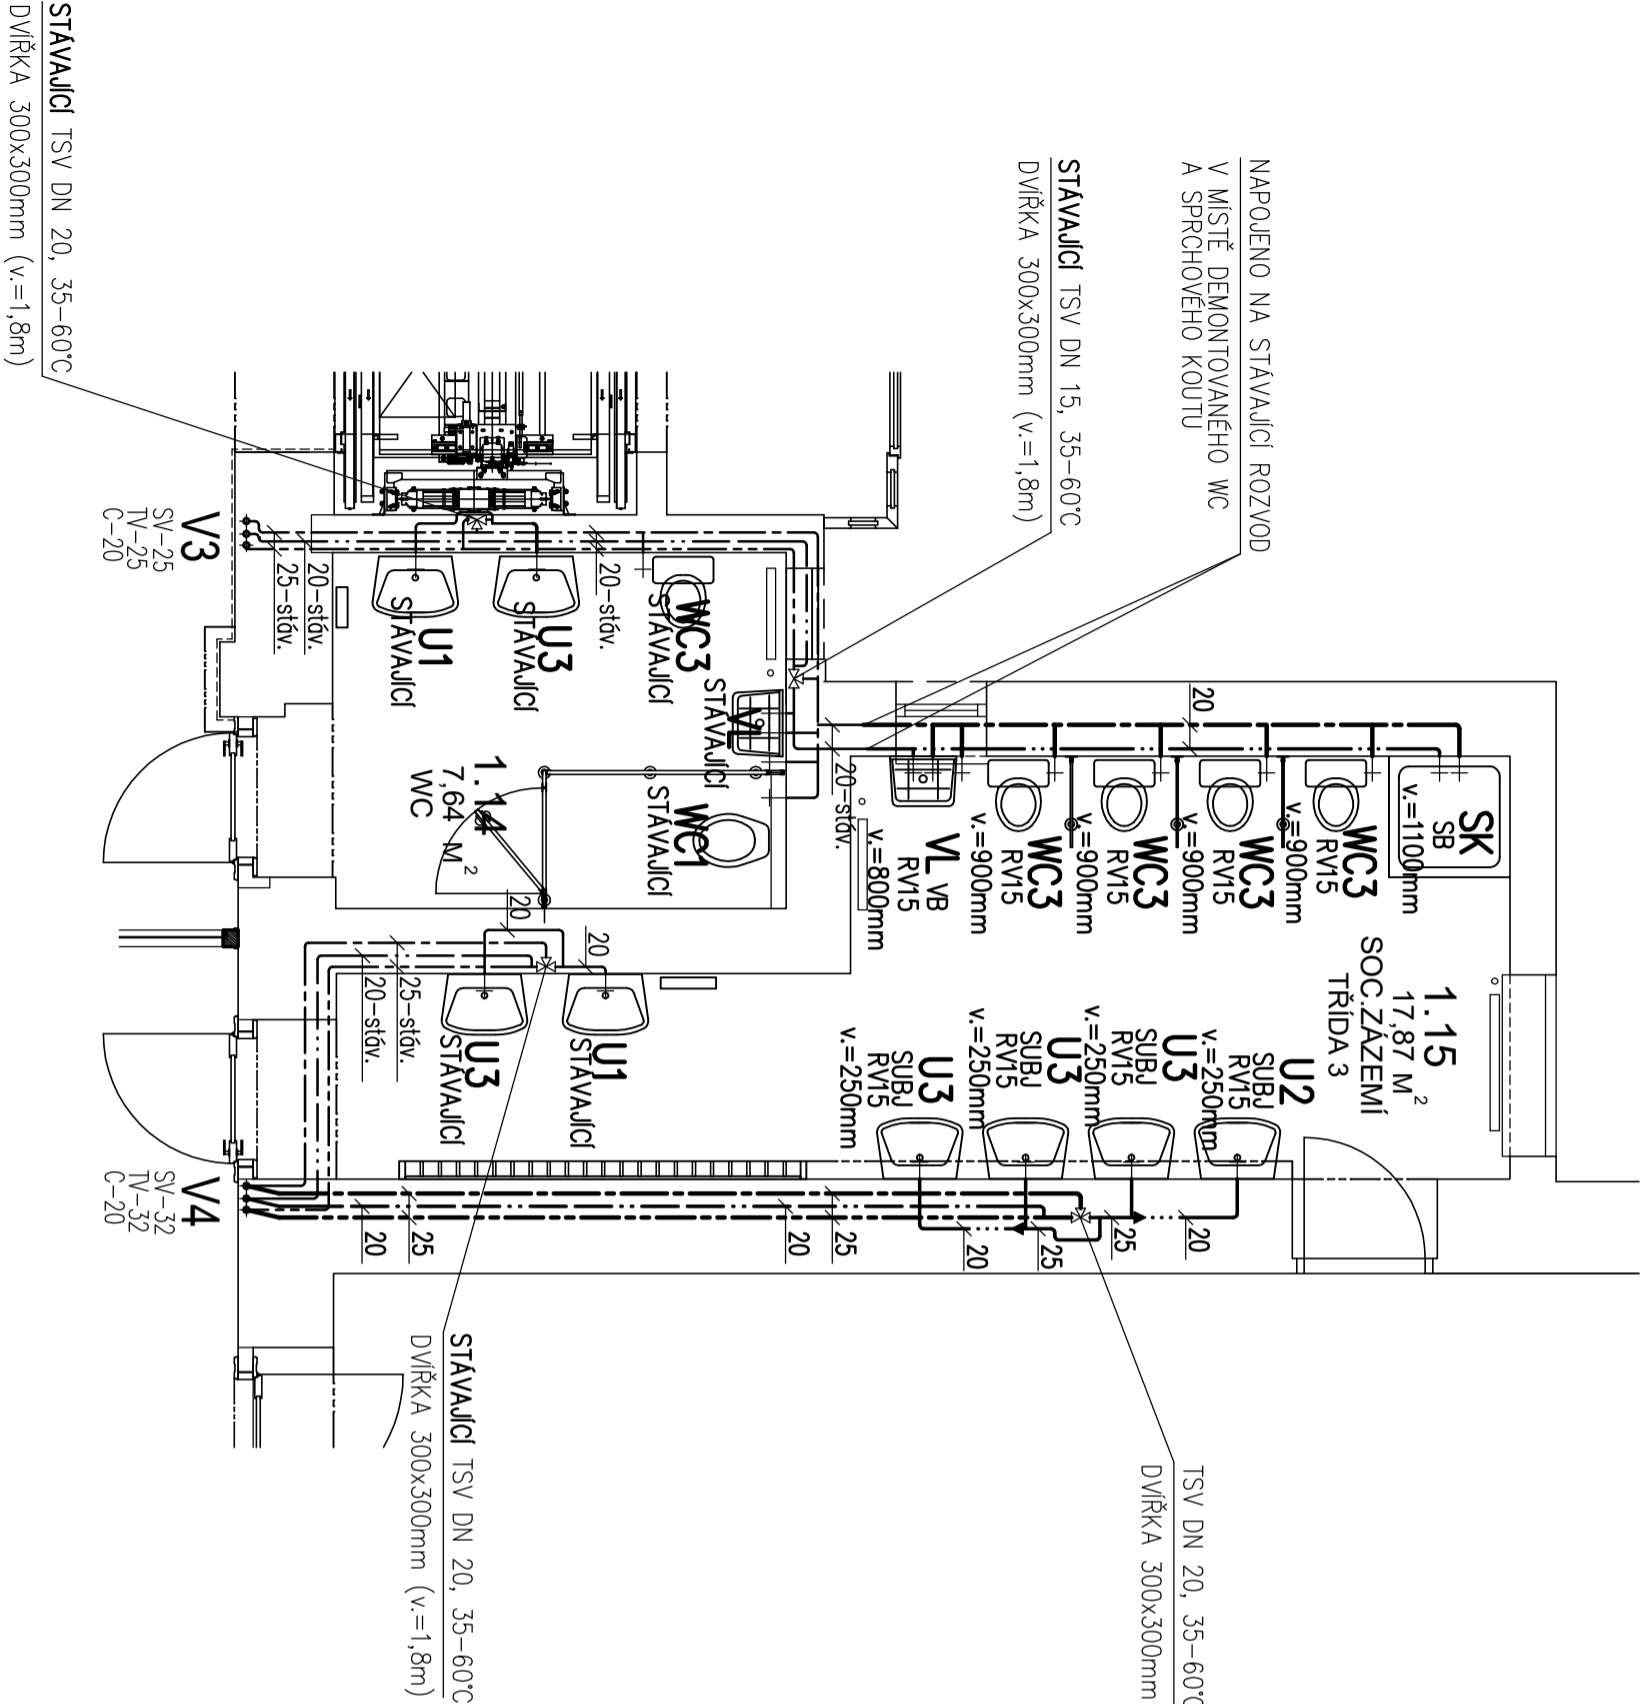 NAPOJENO NA STÁVAJÍCÍ ROZVOD
V MÍSTĚ DEMONTOVANÉHO WC
A SPRCHOVÉHO KOUTU
STÁVAJÍCÍ TSV DN 15, 35-60°C
DVÍŘKA 300x300mm (v.=1,8m)
STÁVAJÍCÍ TSV DN 20, 35-60°C
DVÍŘKA 300x300mm (v.=1,8m)
V3
SV-25
TV-25
C-20
20-stáv.
25-stáv.
20-stáv.
U1
STÁVAJÍCÍ
U3
STÁVAJÍCÍ
WC3
STÁVAJÍCÍ
STÁVAJÍCÍ
WC1
STÁVAJÍCÍ
1.14
7,64 M²
WC
20
20-stáv.
SK
SB
v.=1100mm
WC3
RV15
v.=900mm
WC3
RV15
v.=900mm
WC3
RV15
v.=900mm
WC3
RV15
v.=900mm
VL VB
RV15
v.=800mm
1.15
17,87 M²
SOC.ZÁZEMÍ
TŘÍDA 3
U2
SUBJ
RV15
v.=250mm
U3
SUBJ
RV15
v.=250mm
U3
SUBJ
RV15
v.=250mm
U3
SUBJ
RV15
v.=250mm
20
20
25-stáv.
20-stáv.
U1
STÁVAJÍCÍ
U3
STÁVAJÍCÍ
V4
SV-32
TV-32
C-20
20
25
25
20
25
20
25
20
STÁVAJÍCÍ TSV DN 20, 35-60°C
DVÍŘKA 300x300mm (v.=1,8m)
TSV DN 20, 35-60°C
DVÍŘKA 300x300mm